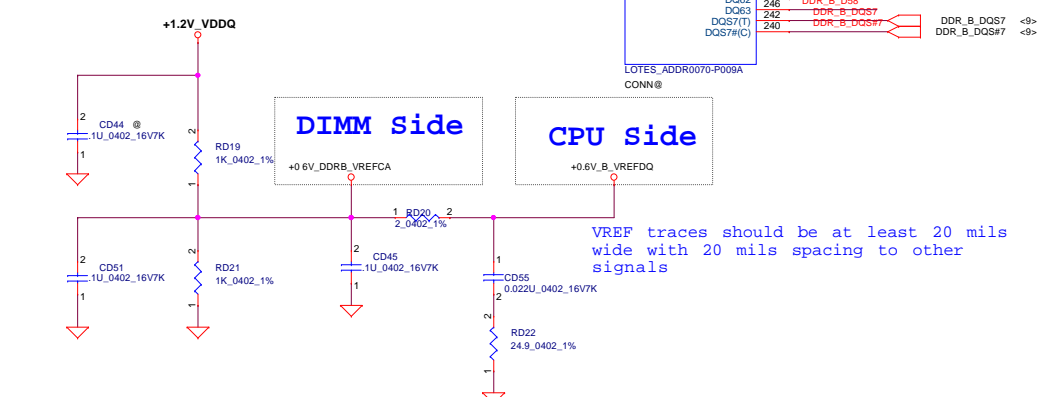 DQ62
DQ63
DQS7(T)
DQS7#(C)
246
242
240
DDR_B_D58
DDR_B_DQS7
DDR_B_DQS#7
DDR_B_DQS7 <9>
DDR_B_DQS#7 <9>
LOTES_ADDR0070-P009A
CONN@
+1.2V_VDDQ
2
CD44 @
.1U_0402_16V7K
1
2
RD19
1K_0402_1%
1
DIMM Side
+0 6V_DDRB_VREFCA
CPU Side
+0.6V_B_VREFDQ
1 RD20 2
2_0402_1%
VREF traces should be at least 20 mils
wide with 20 mils spacing to other
signals
2
CD51
.1U_0402_16V7K
1
2
RD21
1K_0402_1%
1
2
CD45
.1U_0402_16V7K
1
1
CD55
0.022U_0402_16V7K
2
2
RD22
24.9_0402_1%
1